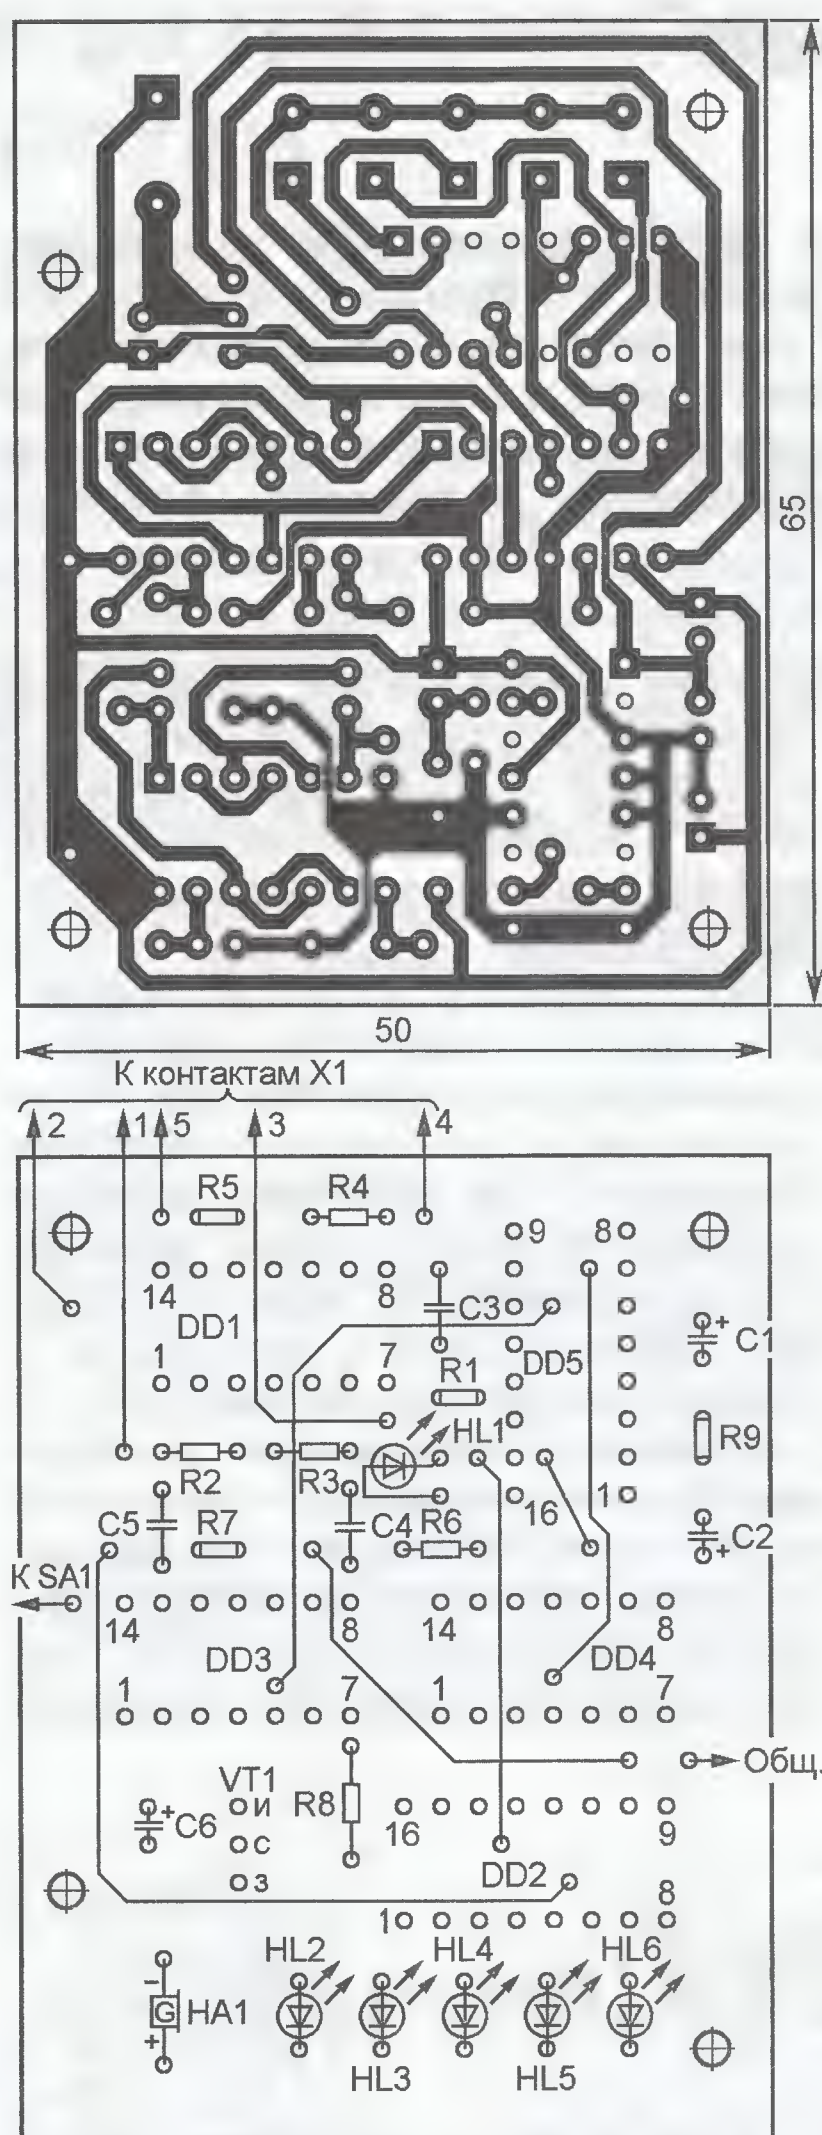 65
50
К контактам X1
2 1 5 3 4
R5 R4
9 8
14 8
DD1 C3 C1
1 7 DD5
R1
HL1 R9
R2 R3
16 1
C5 R7 C4 R6 C2
К SA1
14 8 14 8
DD3 DD4
1 7 1 7
Общ.
VT1
и R8
C6 16 9
с
DD2
з 8
1
HL2 HL4 HL6
G HA1
HL3 HL5